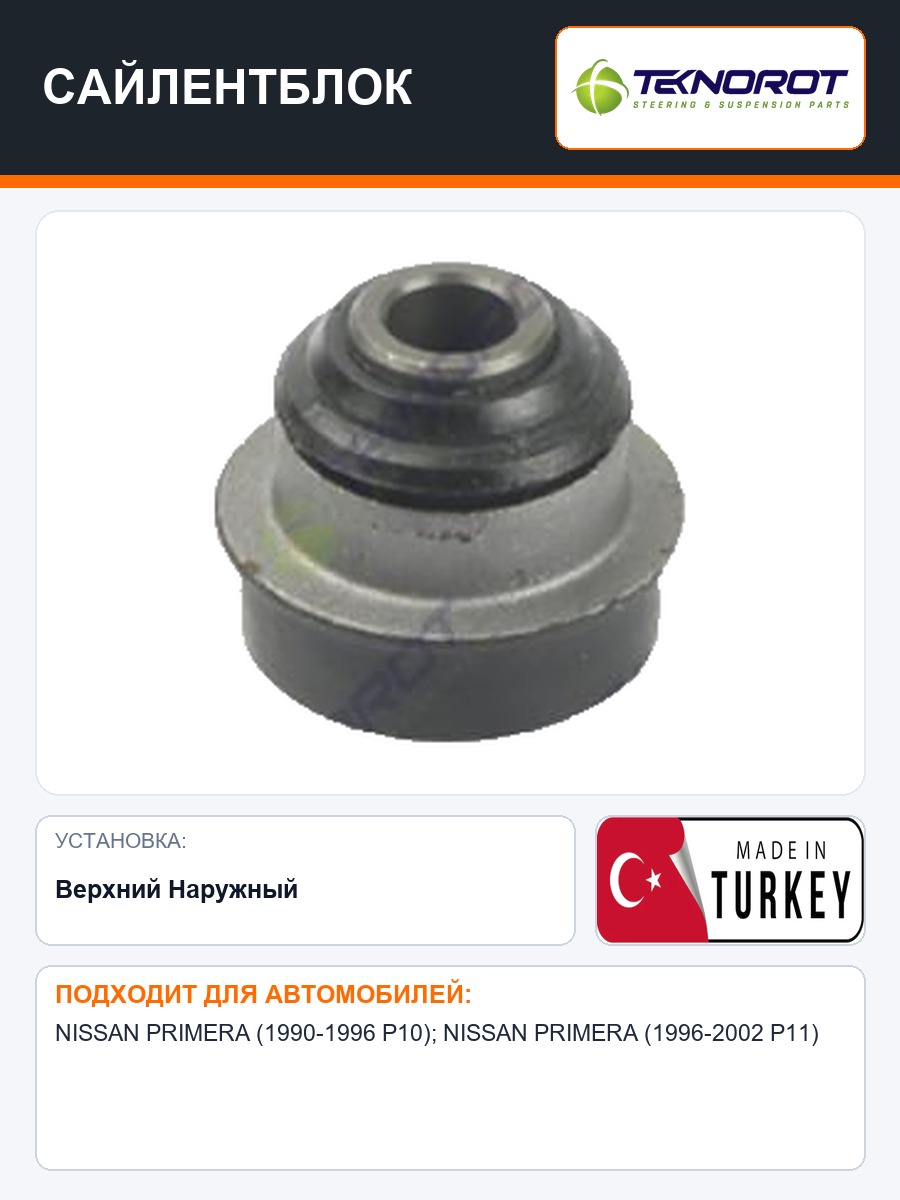 САЙЛЕНТБЛОК
TEKNOROT
STEERING & SUSPENSION PARTS
УСТАНОВКА:
Верхний Наружный
MADE IN
TURKEY
ПОДХОДИТ ДЛЯ АВТОМОБИЛЕЙ:
NISSAN PRIMERA (1990-1996 P10); NISSAN PRIMERA (1996-2002 P11)